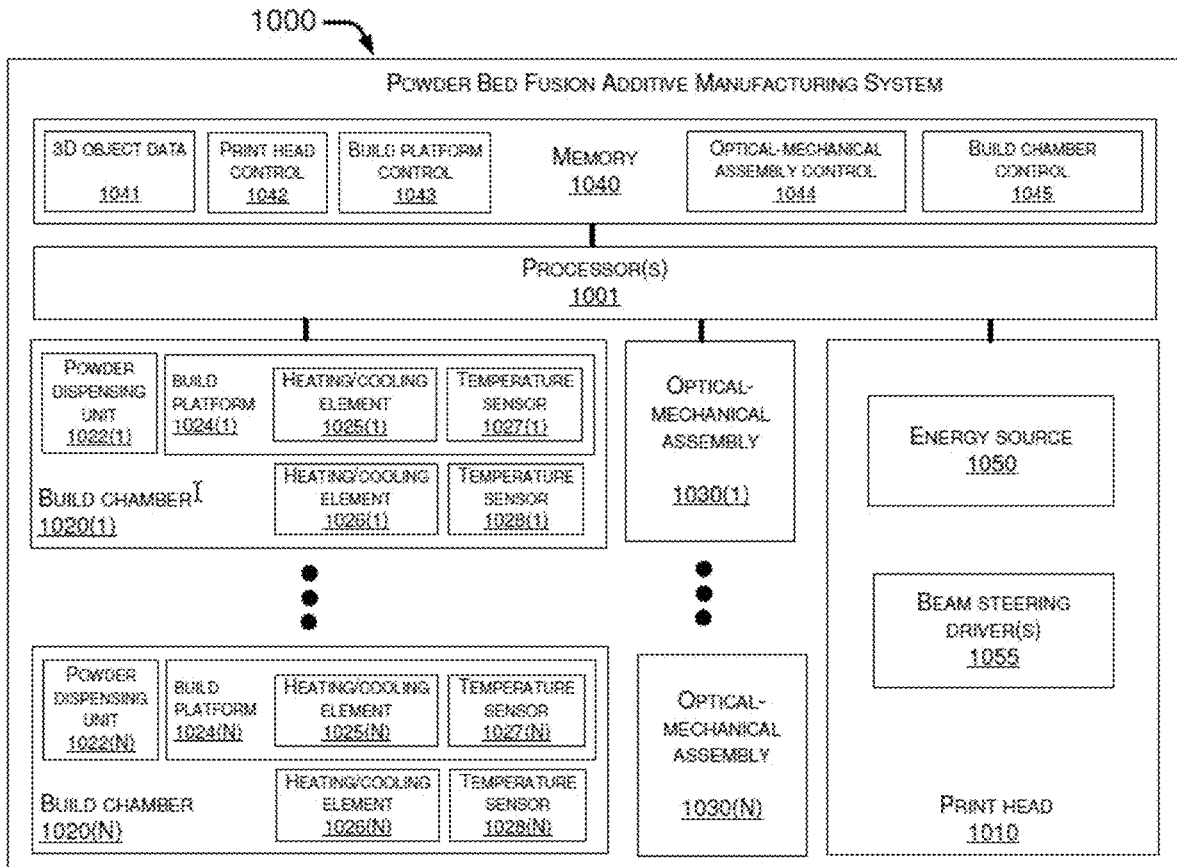 1000
POWDER BED FUSION ADDITIVE MANUFACTURING SYSTEM
3D OBJECT DATA
1041
PRINT HEAD
CONTROL
1042
BUILD PLATFORM
CONTROL
1043
MEMORY
1040
OPTICAL-MECHANICAL
ASSEMBLY CONTROL
1044
BUILD CHAMBER
CONTROL
1045
PROCESSOR(S)
1001
POWDER
DISPENSING
UNIT
1022(1)
BUILD
PLATFORM
1024(1)
HEATING/COOLING
ELEMENT
1025(1)
TEMPERATURE
SENSOR
1027(1)
HEATING/COOLING
ELEMENT
1026(1)
TEMPERATURE
SENSOR
1028(1)
BUILD CHAMBER
1020(1)
OPTICAL-
MECHANICAL
ASSEMBLY
1030(1)
ENERGY SOURCE
1050
BEAM STEERING
DRIVER(S)
1055
POWDER
DISPENSING
UNIT
1022(N)
BUILD
PLATFORM
1024(N)
HEATING/COOLING
ELEMENT
1025(N)
TEMPERATURE
SENSOR
1027(N)
HEATING/COOLING
ELEMENT
1026(N)
TEMPERATURE
SENSOR
1028(N)
BUILD CHAMBER
1020(N)
OPTICAL-
MECHANICAL
ASSEMBLY
1030(N)
PRINT HEAD
1010